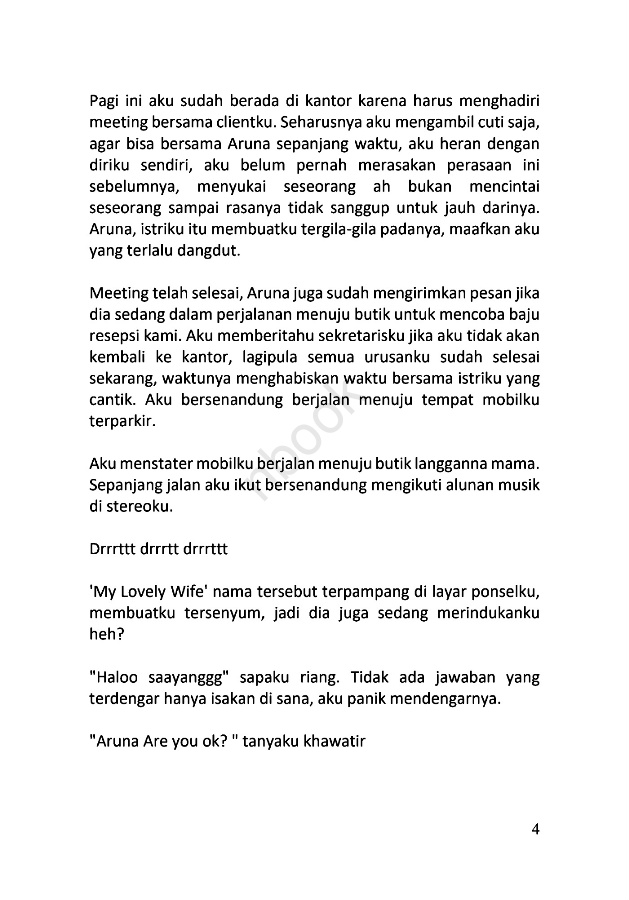 Pagi ini aku sudah berada di kantor karena harus menghadiri
meeting bersama clientku. Seharusnya aku mengambil cuti saja,
agar bisa bersama Aruna sepanjang waktu, aku heran dengan
diriku sendiri, aku belum pernah merasakan perasaan ini
sebelumnya, menyukai seseorang ah bukan mencintai
seseorang sampai rasanya tidak sanggup untuk jauh darinya.
Aruna, istriku itu membuatku tergila-gila padanya, maafkan aku
yang terlalu dangdut.
Meeting telah selesai, Aruna juga sudah mengirimkan pesan jika
dia sedang dalam perjalanan menuju butik untuk mencoba baju
resepsi kami. Aku memberitahu sekretarisku jika aku tidak akan
kembali ke kantor, lagipula semua urusanku sudah selesai
sekarang, waktunya menghabiskan waktu bersama istriku yang
cantik. Aku bersenandung berjalan menuju tempat mobilku
terparkir.
Aku menstater mobilku berjalan menuju butik langganna mama.
Sepanjang jalan aku ikut bersenandung mengikuti alunan musik
di stereoku.
Drrrttt drrrtt drrrttt
'My Lovely Wife' nama tersebut terpampang di layar ponselku,
membuatku tersenyum, jadi dia juga sedang merindukanku
heh?
"Haloo saayanggg" sapaku riang. Tidak ada jawaban yang
terdengar hanya isakan di sana, aku panik mendengarnya.
"Aruna Are you ok? " tanyaku khawatir
4